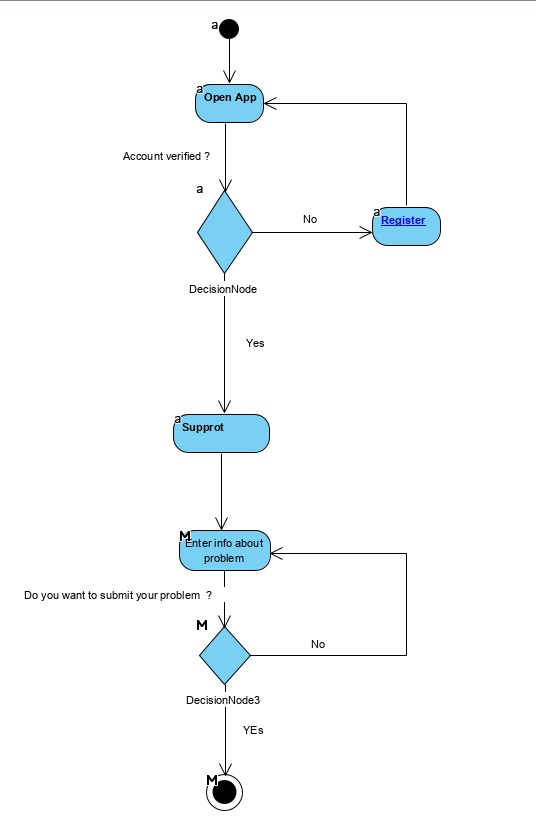 a
a
Open App
Account verified ?
a
No
a
Register
DecisionNode
Yes
a
Supprot
M
Enter info about
problem
Do you want to submit your problem ?
M
No
DecisionNode3
YEs
M